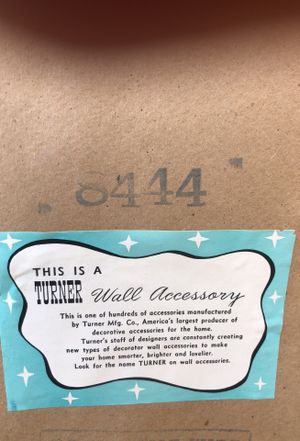 8444
THIS IS A
TURNER Wall Accessory
This is one of hundreds of accessories manufactured
by Turner Mfg. Co., America's largest producer of
decorative accessories for the home.
Turner's staff of designers are constantly creating
new types of decorator wall accessories to make
your home smarter, brighter and lovelier.
Look for the name TURNER on wall accessories.